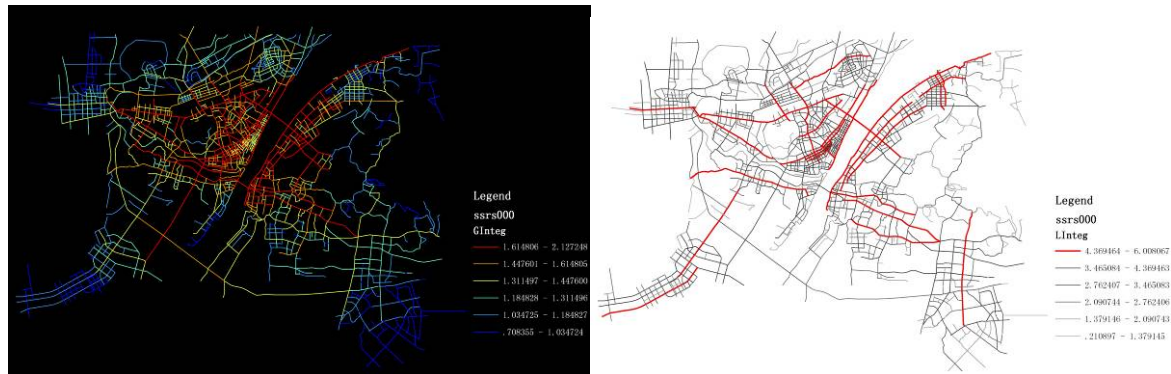 Legend
ssrs000
GInteg
1.614806 - 2.127248
1.447601 - 1.614805
1.311497 - 1.447600
1.184828 - 1.311496
1.034725 - 1.184827
.708355 - 1.034724
Legend
ssrs000
LInteg
4.369464 - 6.008067
3.465084 - 4.369463
2.762407 - 3.465083
2.090744 - 2.762406
1.379146 - 2.090743
.210897 - 1.379145